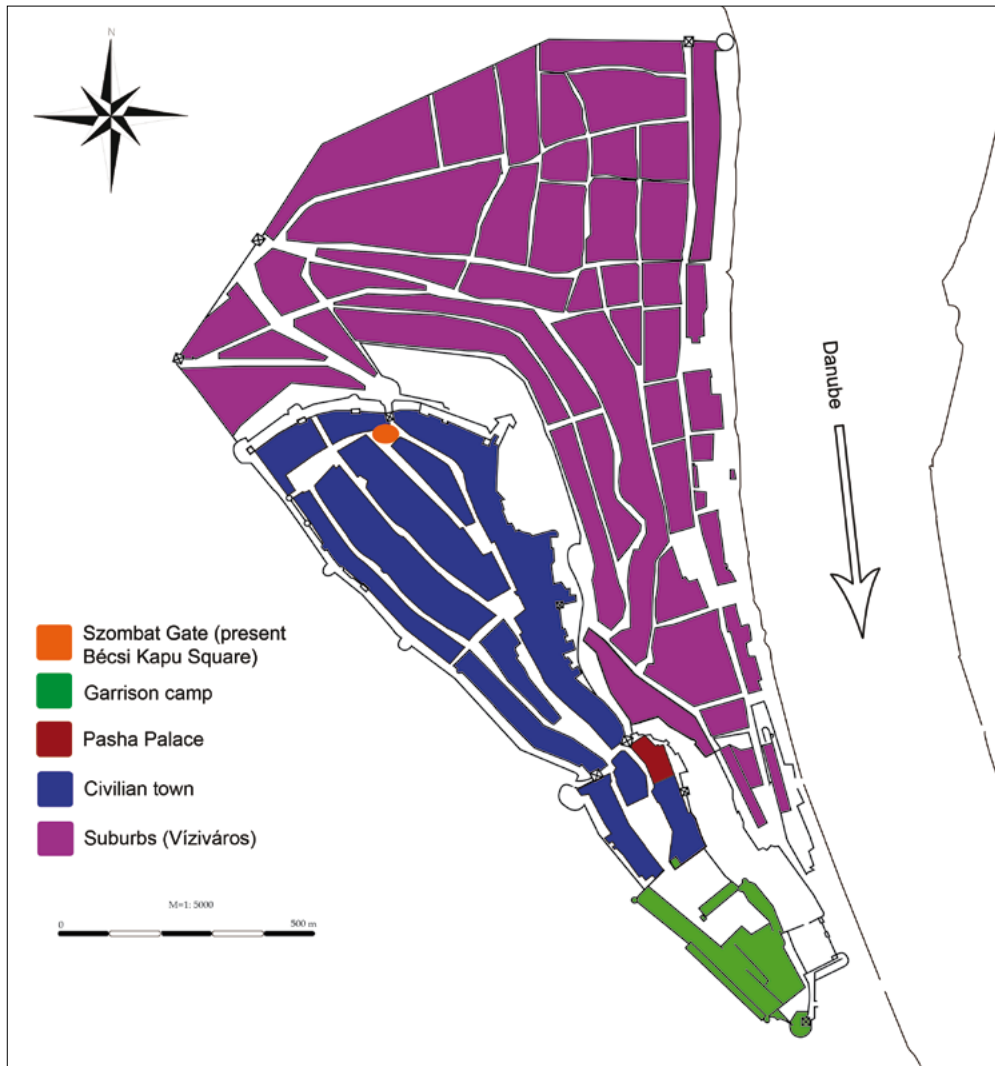 N
Danube
Szombat Gate (present
Bécsi Kapu Square)
Garrison camp
Pasha Palace
Civilian town
Suburbs (Víziváros)
M=1: 5000
0
500 m